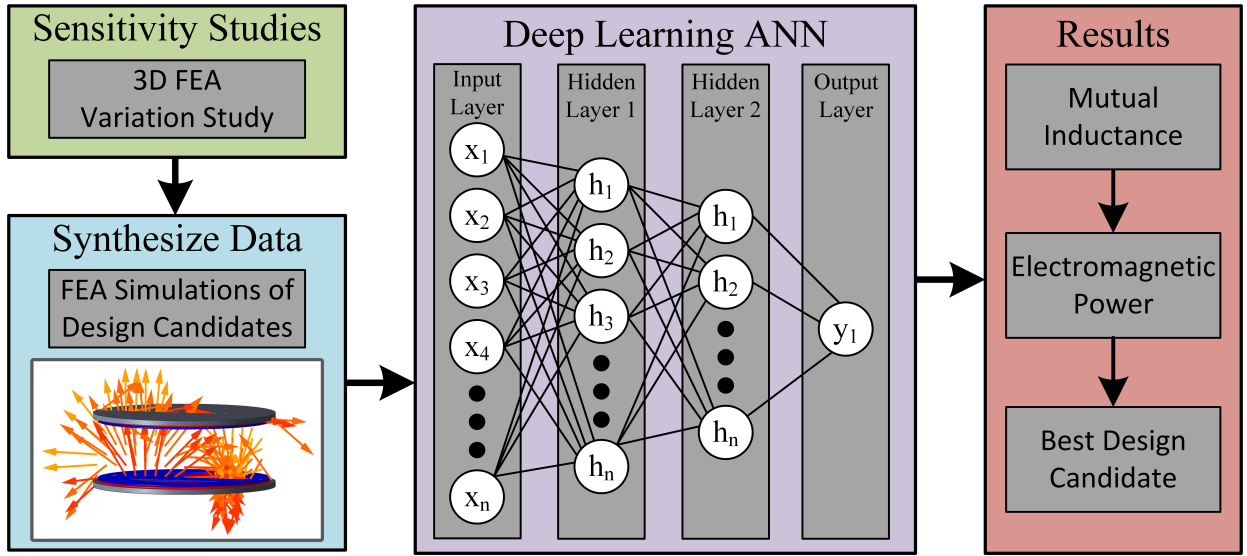 Sensitivity Studies
3D FEA
Variation Study
Synthesize Data
FEA Simulations of
Design Candidates
Deep Learning ANN
Input
Layer
x1
x2
x3
x4
xn
Hidden
Layer 1
h1
h2
h3
hn
Hidden
Layer 2
h1
h2
hn
Output
Layer
y1
Results
Mutual
Inductance
Electromagnetic
Power
Best Design
Candidate